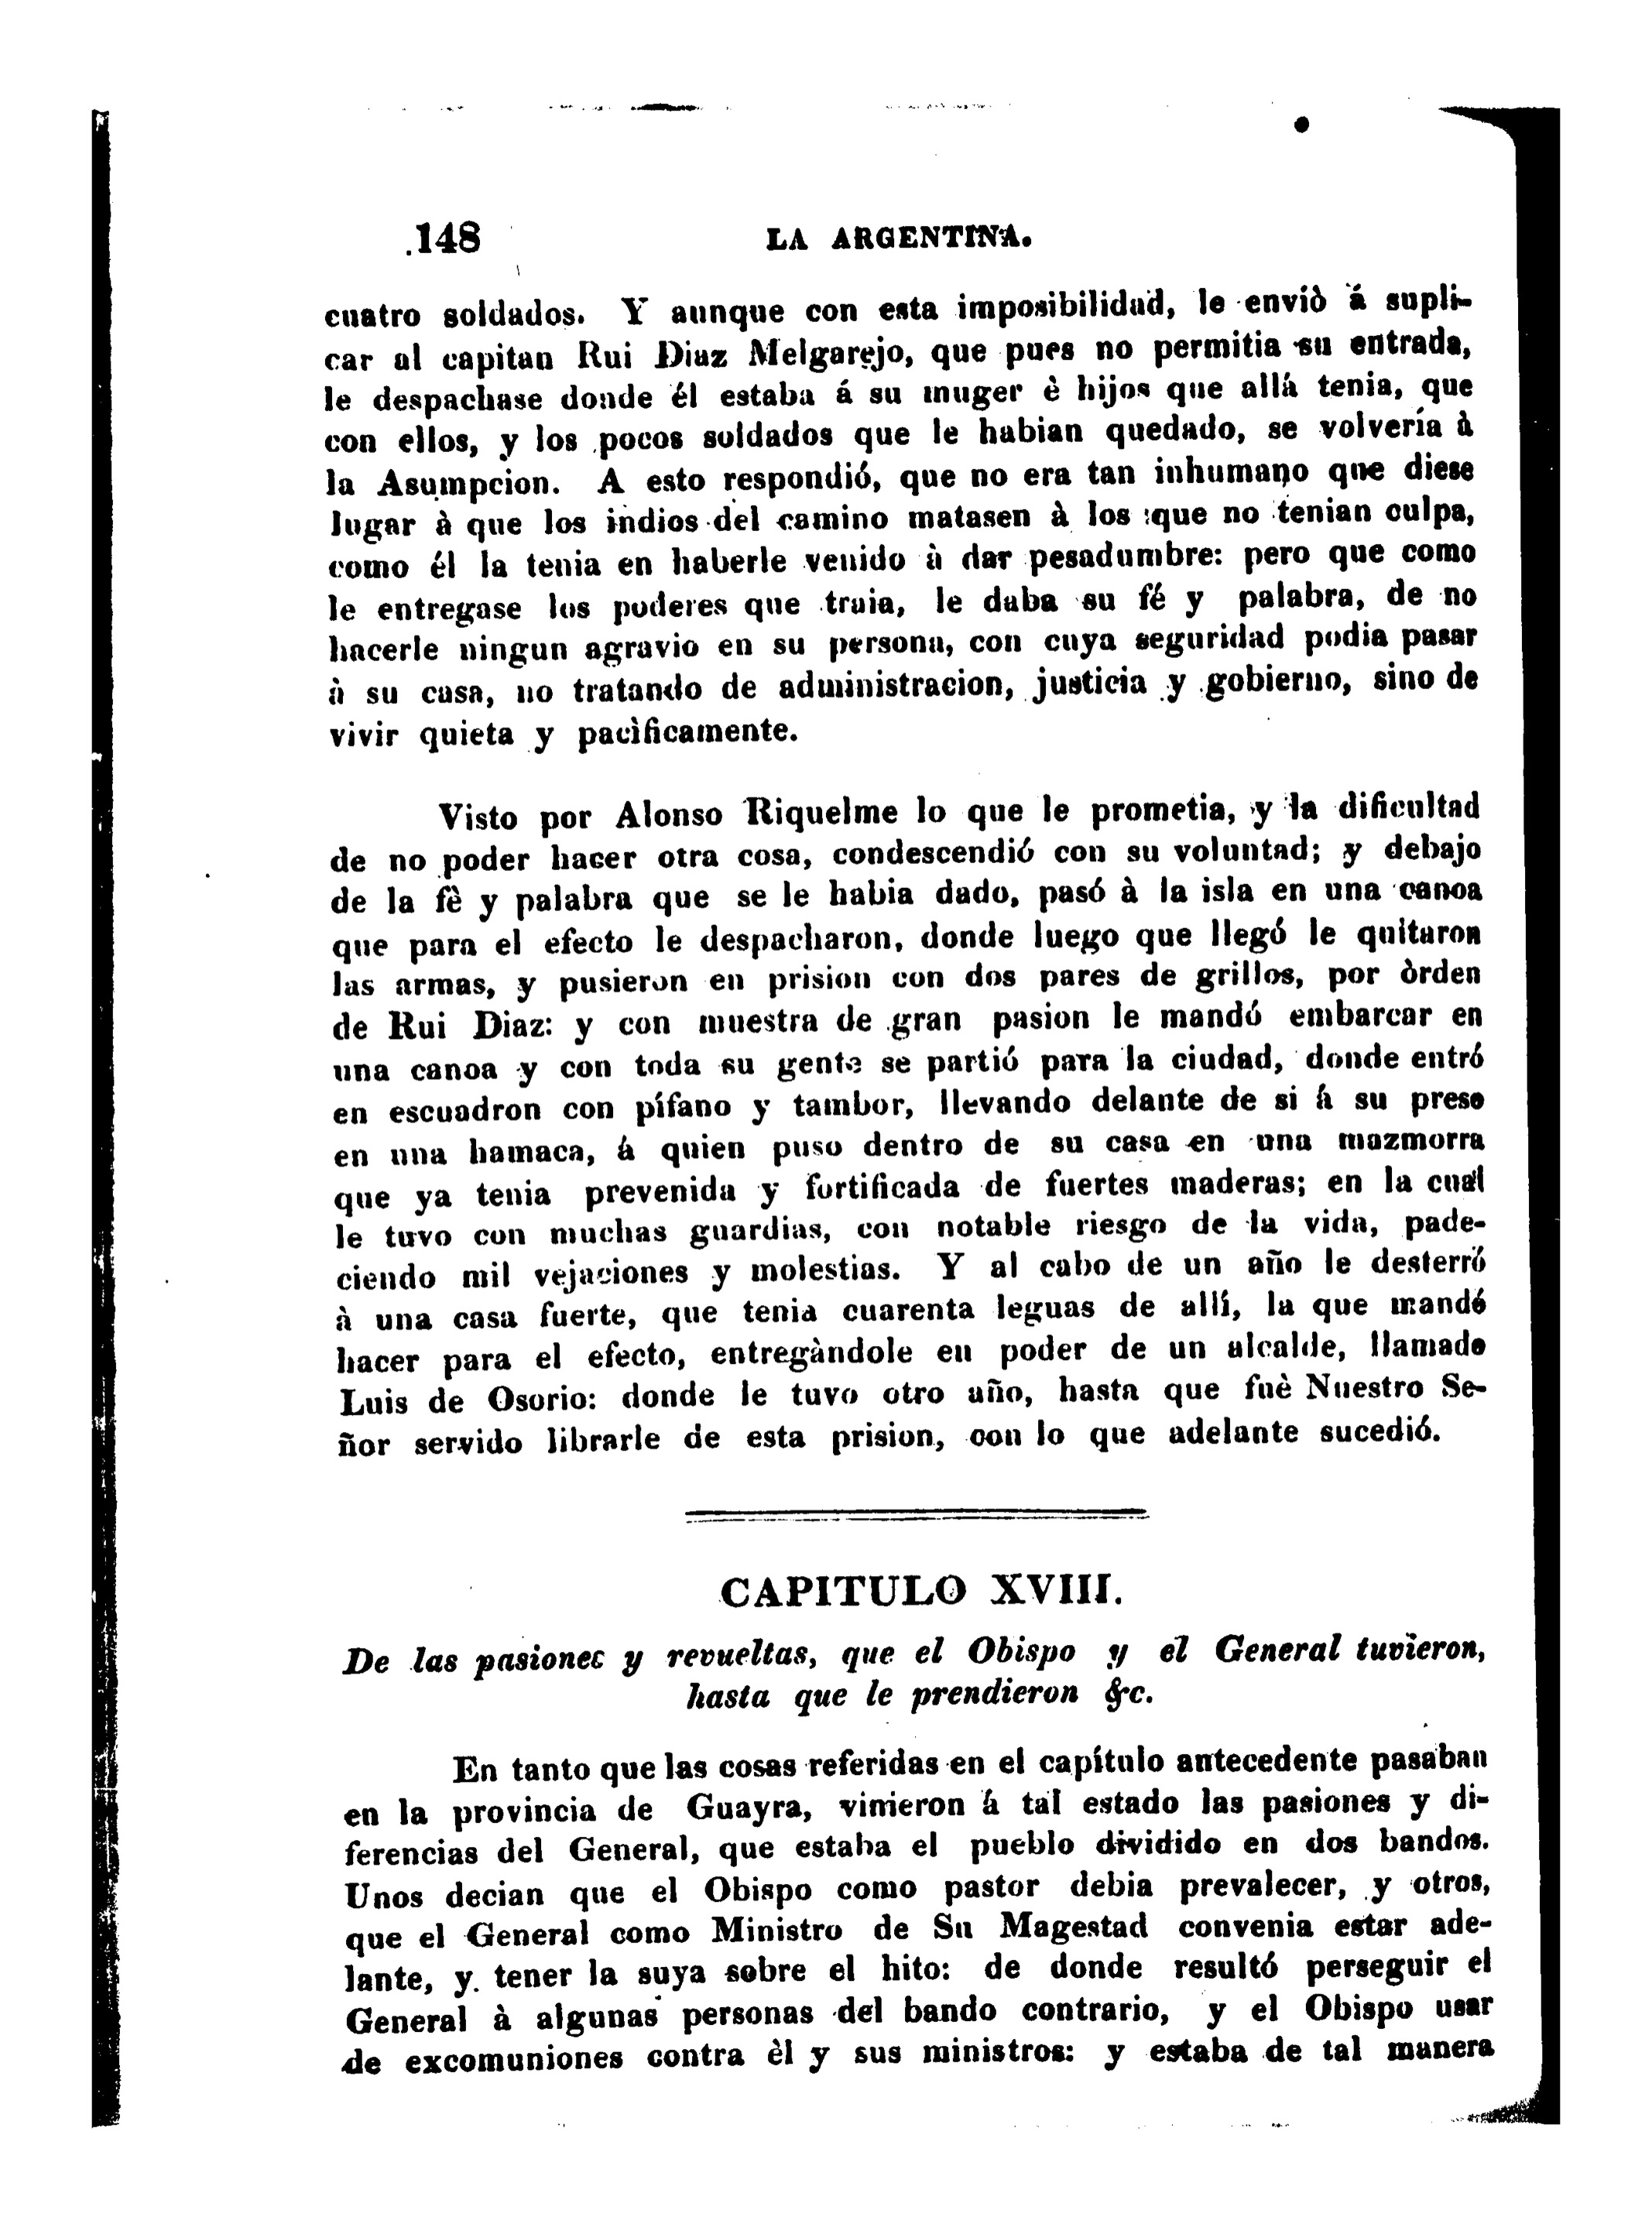 148 LA ARGENTINA.
cuatro soldados. Y aunque con esta imposibilidad, le envíò á supli-
car al capitan Rui Diaz Melgarejo, que pues no permitia su entrada,
le despachase donde él estaba á su muger è hijos que allá tenia, que
con ellos, y los pocos soldados que le habian quedado, se volvería à
la Asumpcion. A esto respondió, que no era tan inhumano que diese
lugar à que los indios del camino matasen à los que no tenian culpa,
como él la tenia en haberle venido à dar pesadumbre: pero que como
le entregase los poderes que traia, le daba su fé y palabra, de no
hacerle ningun agravio en su persona, con cuya seguridad podia pasar
à su casa, no tratando de administracion, justicia y gobierno, sino de
vivir quieta y pacìficamente.
Visto por Alonso Riquelme lo que le prometia, y la dificultad
de no poder hacer otra cosa, condescendió con su voluntad; y debajo
de la fè y palabra que se le habia dado, pasó à la isla en una canoa
que para el efecto le despacharon, donde luego que llegó le quitaron
las armas, y pusieron en prision con dos pares de grillos, por òrden
de Rui Diaz: y con muestra de gran pasion le mandó embarcar en
una canoa y con toda su gente se partió para la ciudad, donde entró
en escuadron con pífano y tambor, llevando delante de si á su preso
en una hamaca, á quien puso dentro de su casa en una mazmorra
que ya tenia prevenida y fortificada de fuertes maderas; en la cual
le tuvo con muchas guardias, con notable riesgo de la vida, pade-
ciendo mil vejaciones y molestias. Y al cabo de un año le desterró
à una casa fuerte, que tenia cuarenta leguas de allí, la que mandó
hacer para el efecto, entregàndole en poder de un alcalde, llamado
Luis de Osorio: donde le tuvo otro año, hasta que fuè Nuestro Se-
ñor servido librarle de esta prision, con lo que adelante sucedió.
CAPITULO XVIII.
De las pasiones y revueltas, que el Obispo y el General tuvieron,
hasta que le prendieron &c.
En tanto que las cosas referidas en el capítulo antecedente pasaban
en la provincia de Guayra, vinieron á tal estado las pasiones y di-
ferencias del General, que estaba el pueblo dividido en dos bandos.
Unos decian que el Obispo como pastor debia prevalecer, y otros,
que el General como Ministro de Su Magestad convenia estar ade-
lante, y tener la suya sobre el hito: de donde resultó perseguir el
General à algunas personas del bando contrario, y el Obispo usar
de excomuniones contra èl y sus ministros: y estaba de tal manera